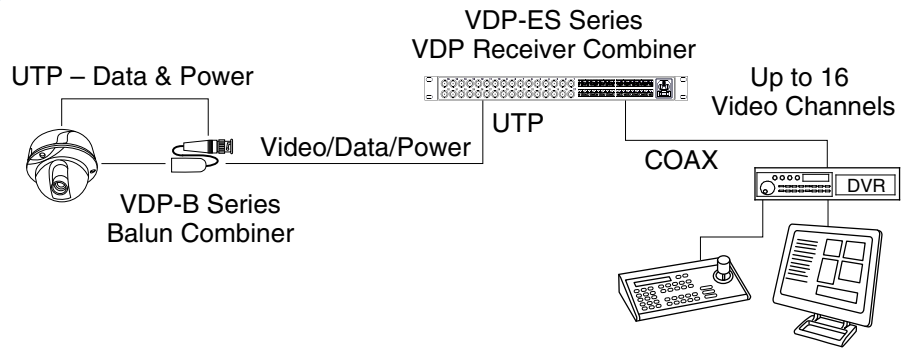 VDP-ES Series
VDP Receiver Combiner
UTP – Data & Power
Up to 16
Video Channels
UTP
Video/Data/Power
COAX
DVR
VDP-B Series
Balun Combiner